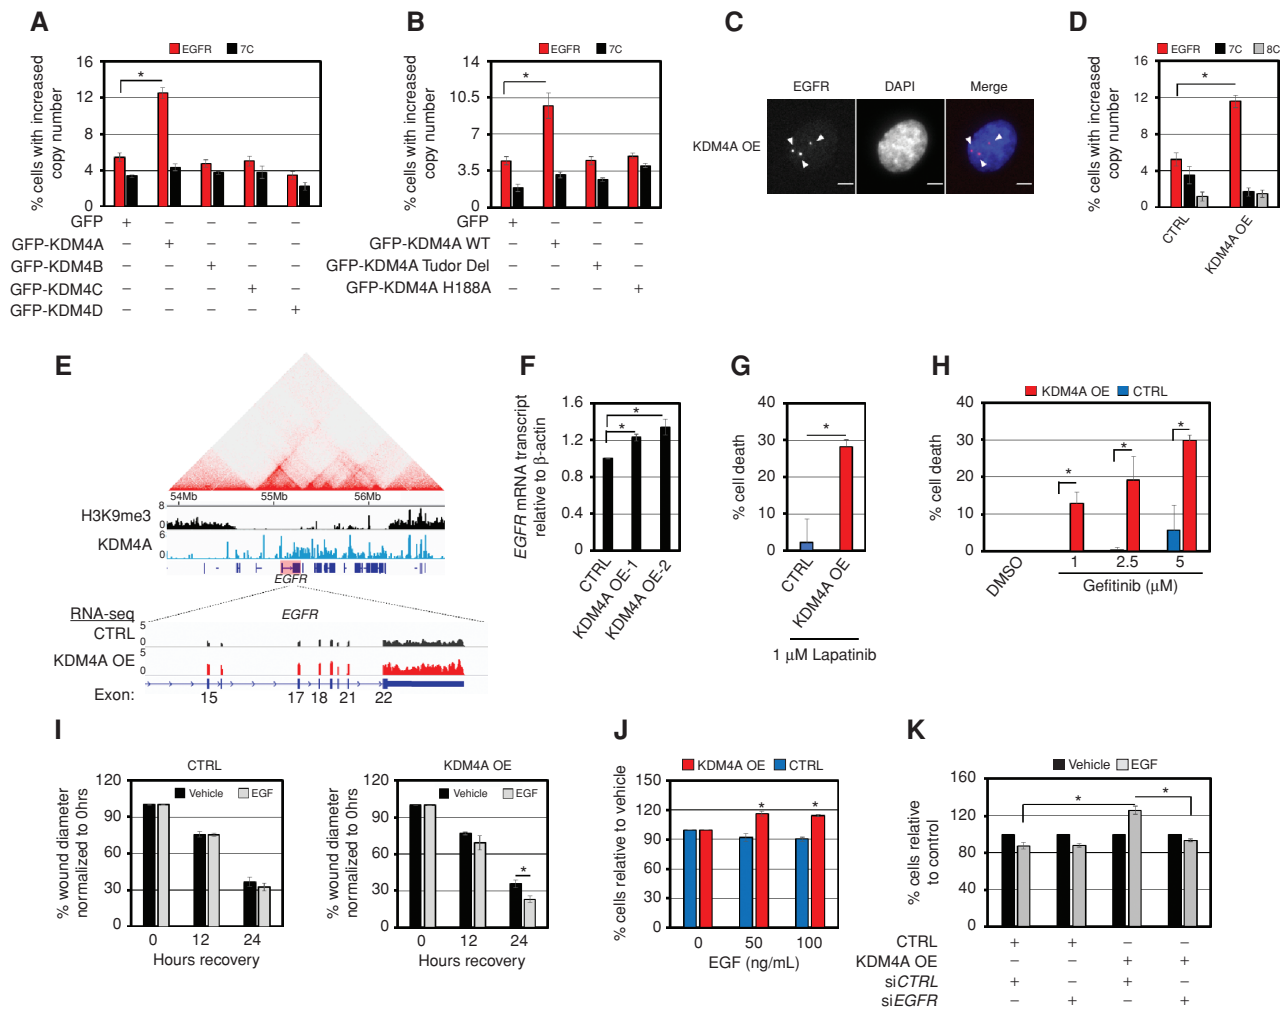 A
EGFR 7C
% cells with increased
copy number
16
12
8
4
0
GFP + – – – –
GFP-KDM4A – + – – –
GFP-KDM4B – – + – –
GFP-KDM4C – – – + –
GFP-KDM4D – – – – +
*
B
EGFR 7C
% cells with increased
copy number
14
10.5
7
3.5
0
*
GFP + – – –
GFP-KDM4A WT – + – –
GFP-KDM4A Tudor Del – – + –
GFP-KDM4A H188A – – – +
C
EGFR DAPI Merge
KDM4A OE
D
EGFR 7C 8C
% cells with increased
copy number
16
12
8
4
0
*
CTRL
KDM4A OE
E
54Mb 55Mb 56Mb
H3K9me3
8
0
KDM4A
6
0
EGFR
RNA-seq
EGFR
CTRL
5
0
KDM4A OE
5
0
Exon: 15 17 18 21 22
F
EGFR mRNA transcript
relative to β-actin
1.6
1.2
0.8
0.4
0
*
*
CTRL
KDM4A OE-1
KDM4A OE-2
G
% cell death
40
30
20
10
0
*
CTRL
KDM4A OE
1 μM Lapatinib
H
KDM4A OE CTRL
% cell death
40
30
20
10
0
* * *
DMSO
1 2.5 5
Gefitinib (μM)
I
CTRL
Vehicle EGF
% wound diameter
normalized to 0hrs
120
90
60
30
0
0 12 24
Hours recovery
KDM4A OE
Vehicle EGF
% wound diameter
normalized to 0hrs
120
90
60
30
0
*
0 12 24
Hours recovery
J
KDM4A OE CTRL
% cells relative to vehicle
150
120
90
60
30
0
* *
0 50 100
EGF (ng/mL)
K
Vehicle EGF
% cells relative
to control
160
120
80
40
0
* *
CTRL + + – –
KDM4A OE – – + +
siCTRL + – + –
siEGFR – + – +